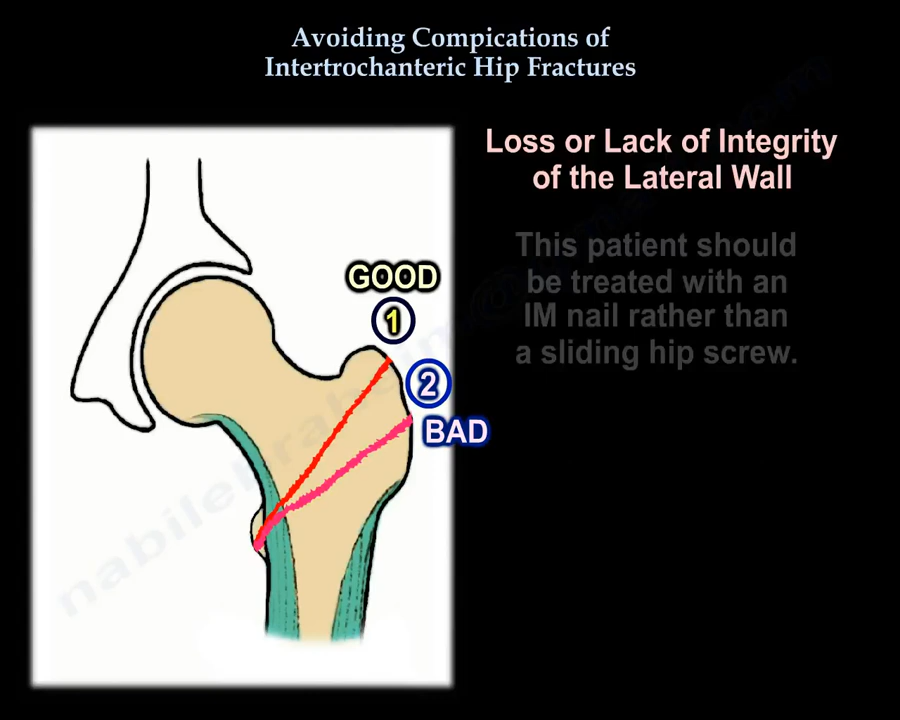 Avoiding Compications of
Intertrochanteric Hip Fractures
Loss or Lack of Integrity
of the Lateral Wall
This patient should
be treated with an
IM nail rather than
a sliding hip screw.
GOOD
1
2
BAD